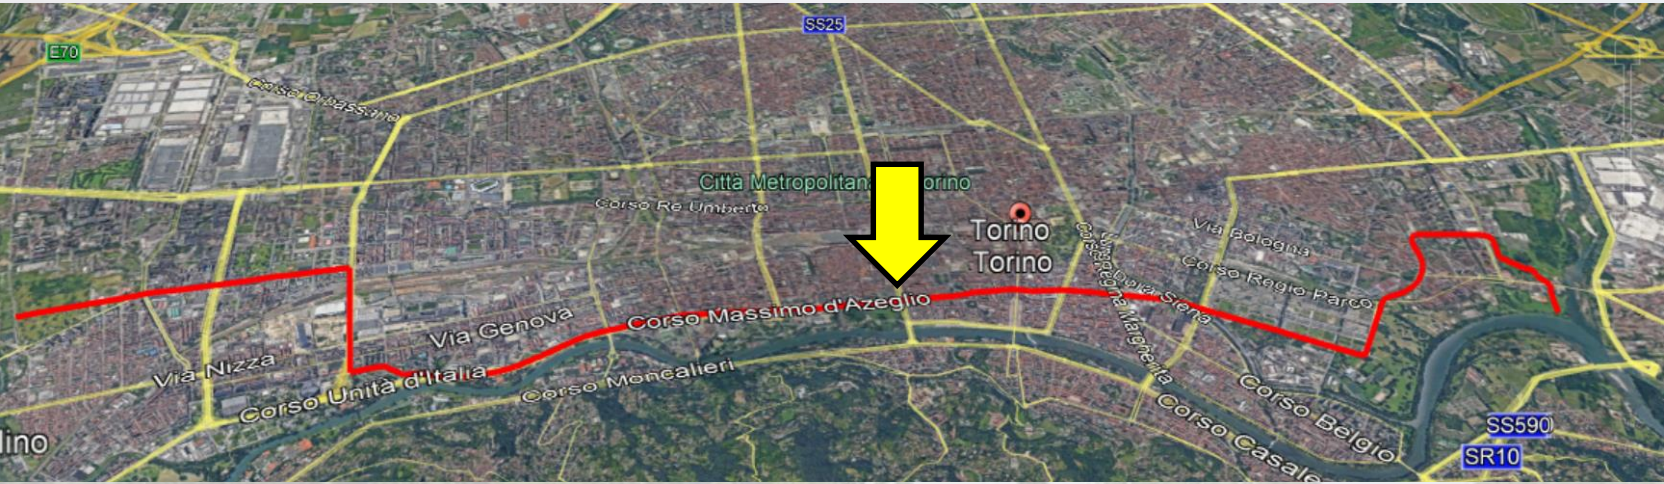 SS25
E70
Corso Orbassano
Città Metropolitana
orino
Corso Re Umberto
Torino
Torino
Via Bologna
Corso Regio Parco
Corso Regina Margherita
Dora Siena
Corso Massimo d'Azeglio
Via Genova
Via Nizza
Corso Unità d'Italia
Corso Moncalieri
Corso Belgio
Corso Casale
SS590
SR10
lino